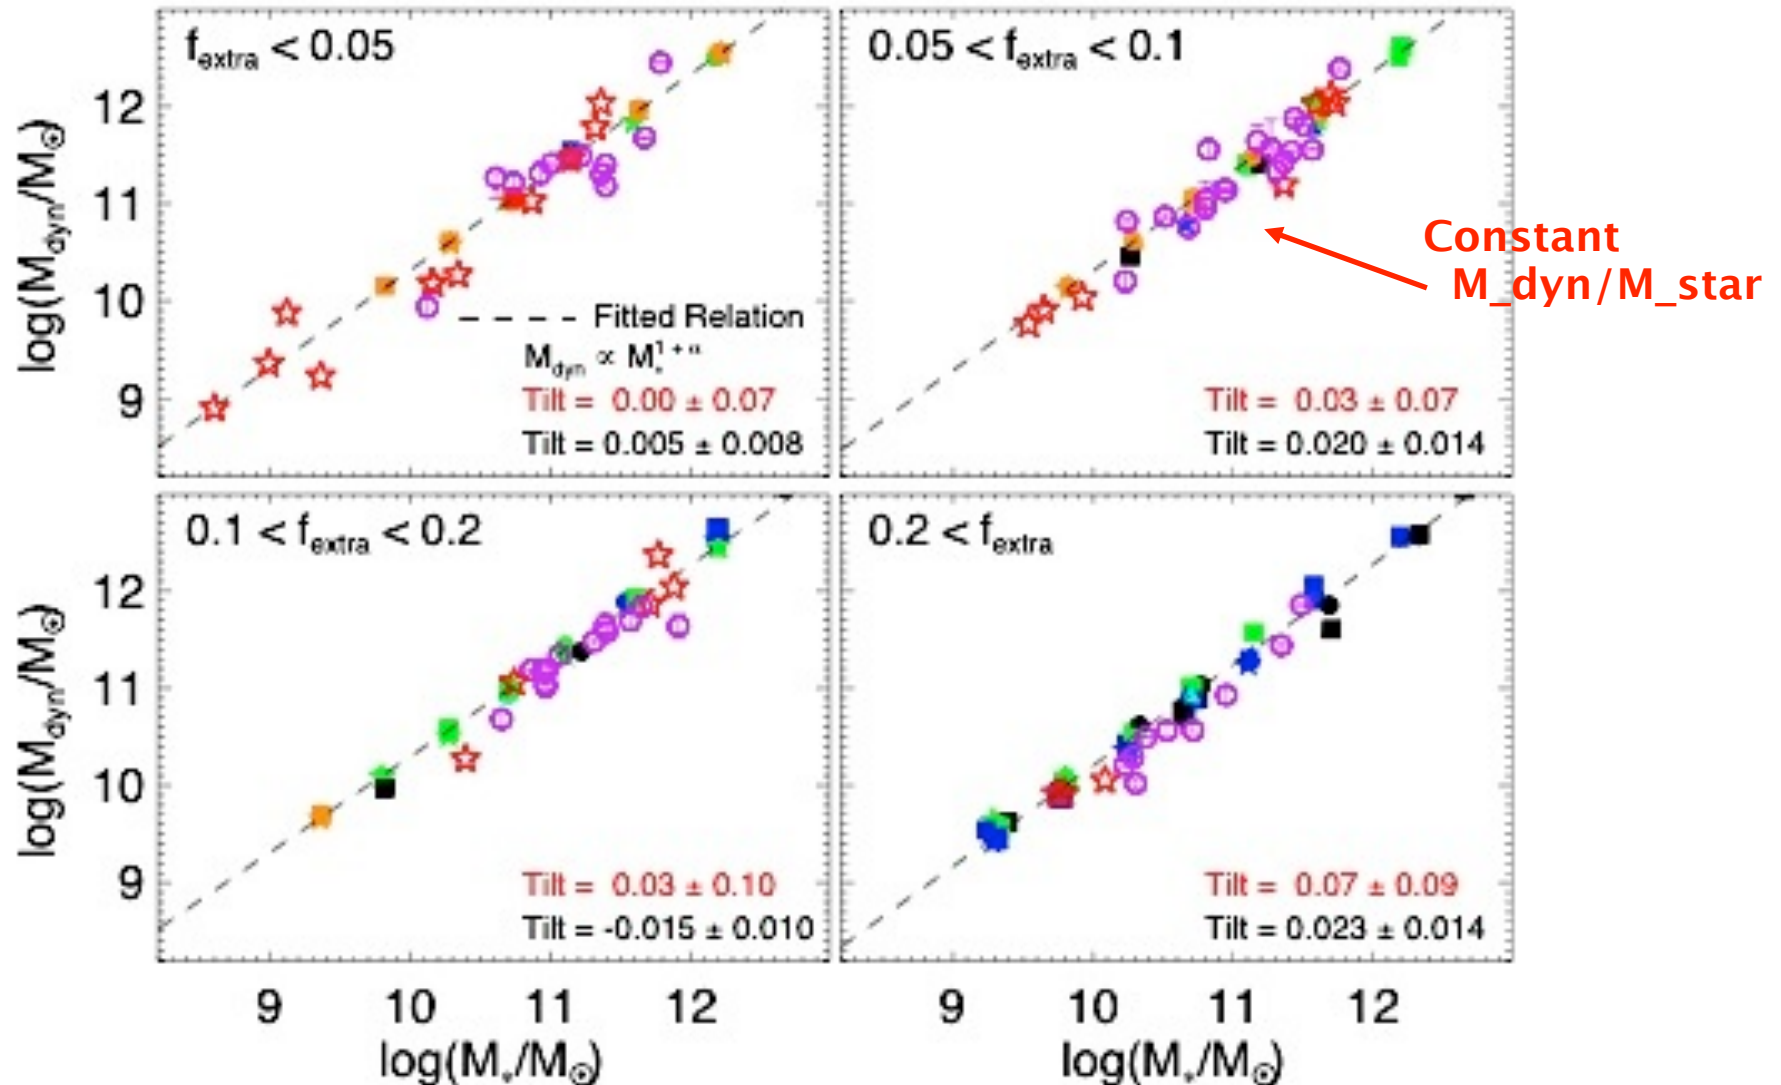 f_extra < 0.05
0.05 < f_extra < 0.1
log(M_dyn/M_☉)
12
11
10
9
Constant
M_dyn/M_star
Fitted Relation
M_dyn ∝ M_*^1+α
Tilt = 0.00 ± 0.07
Tilt = 0.005 ± 0.008
Tilt = 0.03 ± 0.07
Tilt = 0.020 ± 0.014
0.1 < f_extra < 0.2
0.2 < f_extra
log(M_dyn/M_☉)
12
11
10
9
Tilt = 0.03 ± 0.10
Tilt = -0.015 ± 0.010
Tilt = 0.07 ± 0.09
Tilt = 0.023 ± 0.014
9 10 11 12
9 10 11 12
log(M_*/M_☉)
log(M_*/M_☉)